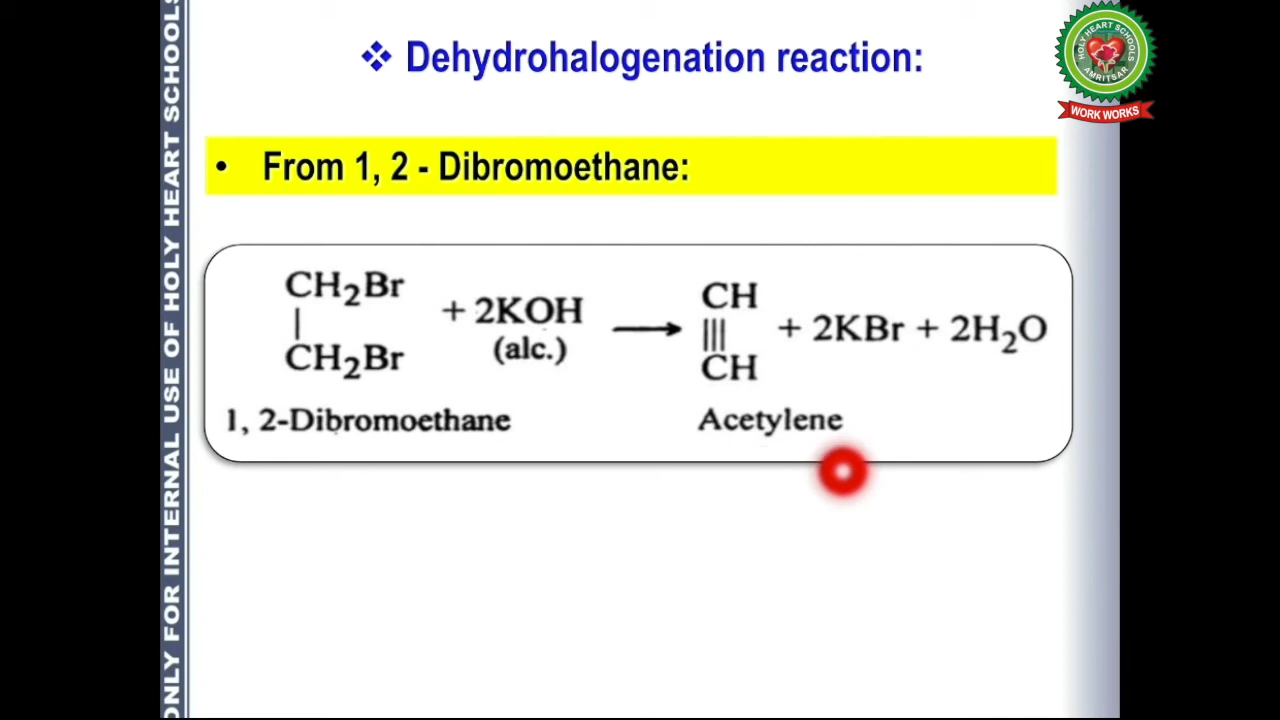 ❖ Dehydrohalogenation reaction:
HOLY HEART SCHOOLS
AMRITSAR
WORK WORKS
ONLY FOR INTERNAL USE OF HOLY HEART SCHOOLS
• From 1, 2 - Dibromoethane:
CH₂Br
|
CH₂Br
+ 2KOH
(alc.)
⟶
CH
|||
CH
+ 2KBr + 2H₂O
1, 2-Dibromoethane
Acetylene